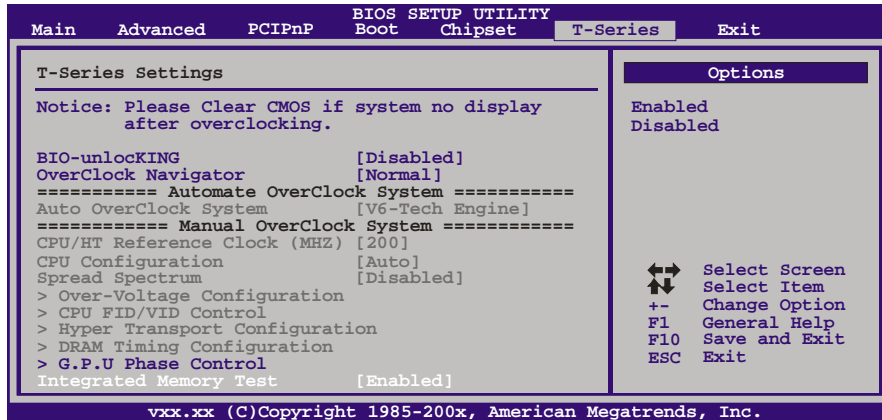 BIOS SETUP UTILITY
Main Advanced PCIPnP Boot Chipset T-Series Exit
T-Series Settings
Notice: Please Clear CMOS if system no display
after overclocking.
BIO-unlocKING [Disabled]
OverClock Navigator [Normal]
=========== Automate OverClock System ===========
Auto OverClock System [V6-Tech Engine]
============ Manual OverClock System ============
CPU/HT Reference Clock (MHZ) [200]
CPU Configuration [Auto]
Spread Spectrum [Disabled]
> Over-Voltage Configuration
> CPU FID/VID Control
> Hyper Transport Configuration
> DRAM Timing Configuration
> G.P.U Phase Control
Integrated Memory Test [Enabled]
Options
Enabled
Disabled
Select Screen
Select Item
+- Change Option
F1 General Help
F10 Save and Exit
ESC Exit
vxx.xx (C)Copyright 1985-200x, American Megatrends, Inc.